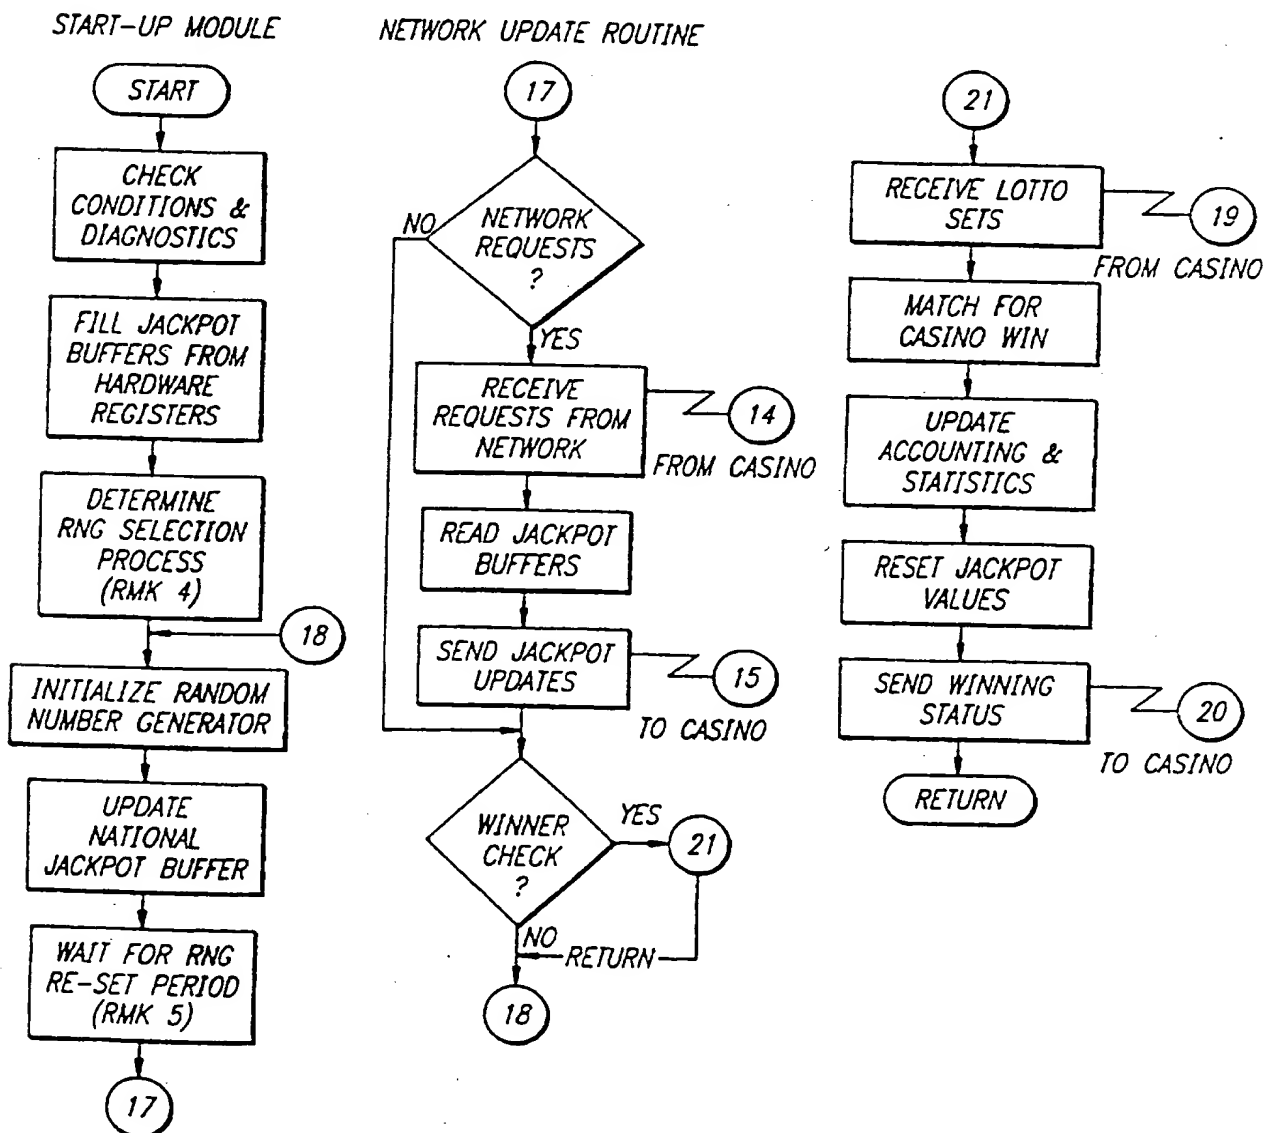 START-UP MODULE
START
CHECK
CONDITIONS &
DIAGNOSTICS
FILL JACKPOT
BUFFERS FROM
HARDWARE
REGISTERS
DETERMINE
RNG SELECTION
PROCESS
(RMK 4)
18
INITIALIZE RANDOM
NUMBER GENERATOR
UPDATE
NATIONAL
JACKPOT BUFFER
WAIT FOR RNG
RE-SET PERIOD
(RMK 5)
17
NETWORK UPDATE ROUTINE
17
NETWORK
REQUESTS
?
NO
YES
RECEIVE
REQUESTS FROM
NETWORK
14
FROM CASINO
READ JACKPOT
BUFFERS
SEND JACKPOT
UPDATES
15
TO CASINO
WINNER
CHECK
?
YES
21
NO
RETURN
18
21
RECEIVE LOTTO
SETS
19
FROM CASINO
MATCH FOR
CASINO WIN
UPDATE
ACCOUNTING &
STATISTICS
RESET JACKPOT
VALUES
SEND WINNING
STATUS
20
TO CASINO
RETURN